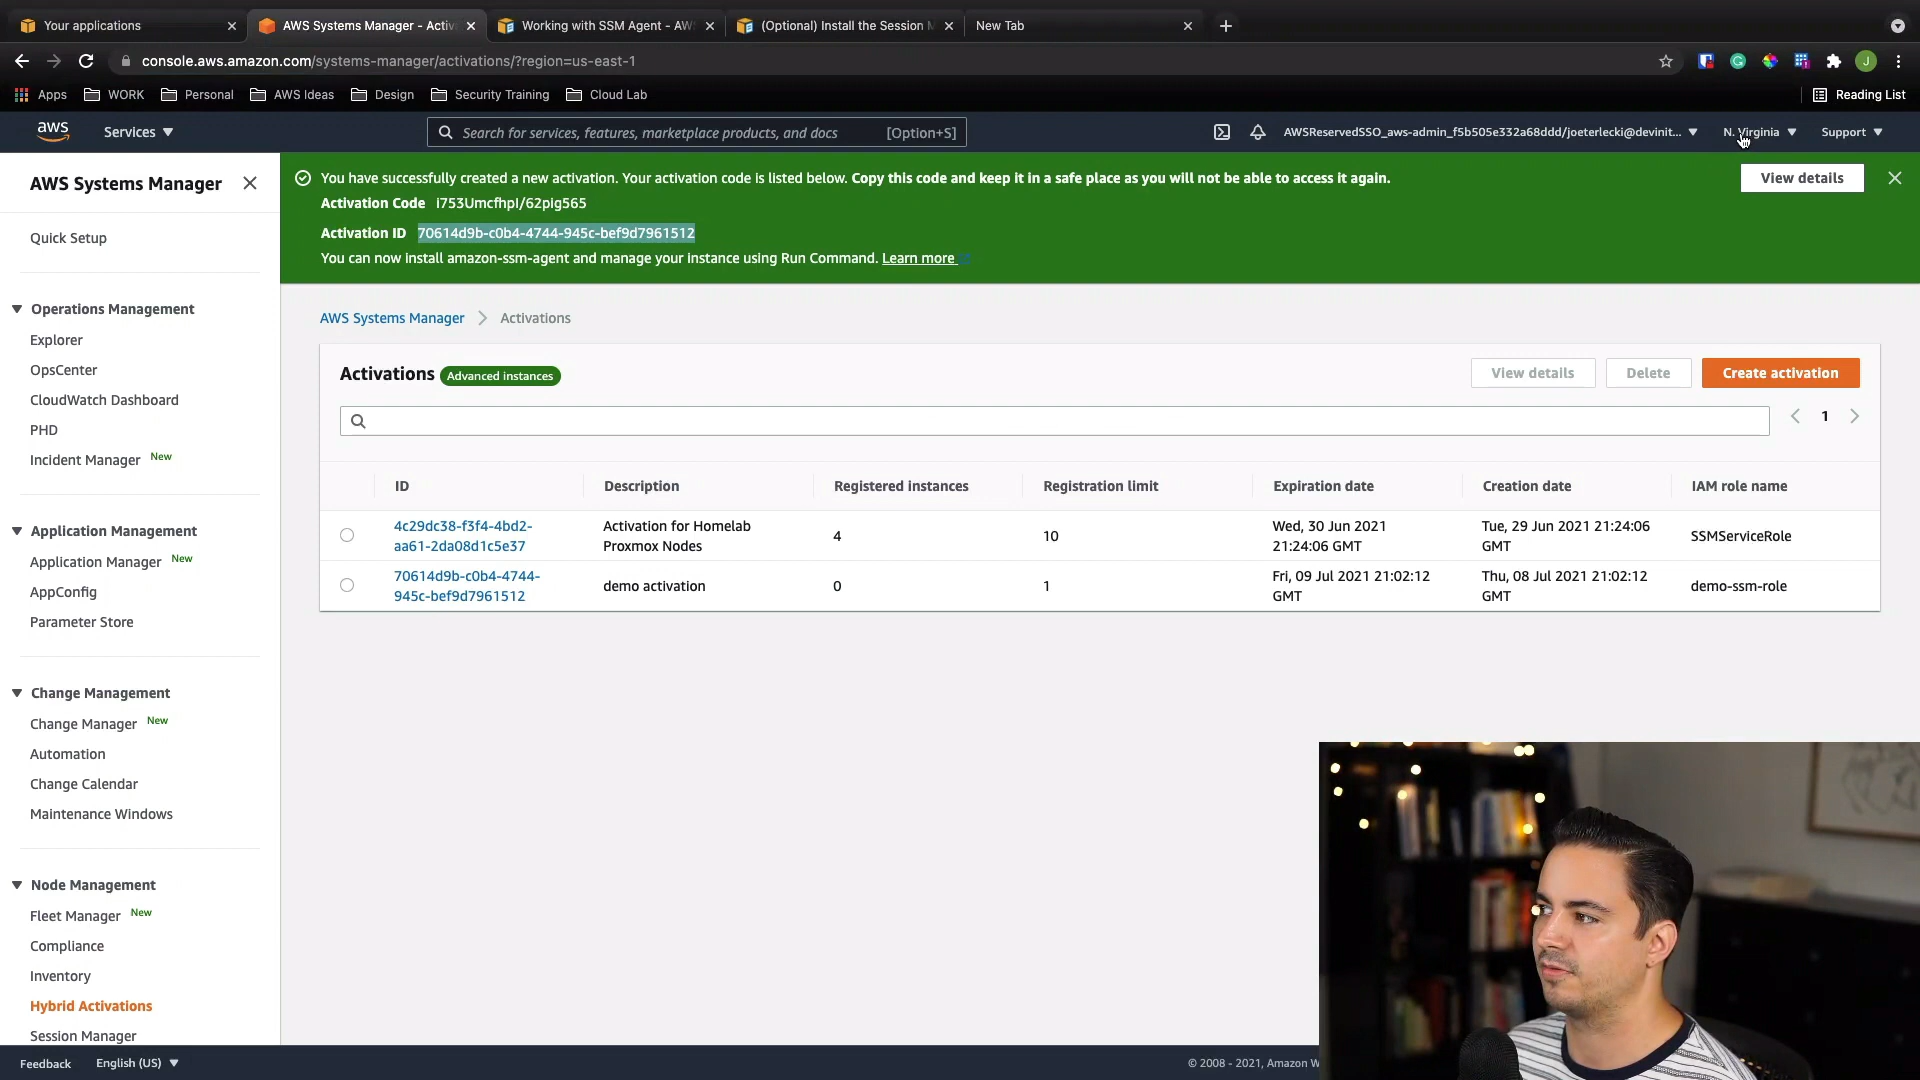 Your applications
AWS Systems Manager - Activ
Working with SSM Agent - AW
(Optional) Install the Session M
New Tab
console.aws.amazon.com/systems-manager/activations/?region=us-east-1
Apps
WORK
Personal
AWS Ideas
Design
Security Training
Cloud Lab
Reading List
aws
Services
Search for services, features, marketplace products, and docs
[Option+S]
AWSReservedSSO_aws-admin_f5b505e332a68ddd/joeterlecki@devinit...
N. Virginia
Support
AWS Systems Manager
Quick Setup
Operations Management
Explorer
OpsCenter
CloudWatch Dashboard
PHD
Incident Manager New
Application Management
Application Manager New
AppConfig
Parameter Store
Change Management
Change Manager New
Automation
Change Calendar
Maintenance Windows
Node Management
Fleet Manager New
Compliance
Inventory
Hybrid Activations
Session Manager
You have successfully created a new activation. Your activation code is listed below. Copy this code and keep it in a safe place as you will not be able to access it again.
View details
Activation Code i753UmcfhpI/62pig565
Activation ID 70614d9b-c0b4-4744-945c-bef9d7961512
You can now install amazon-ssm-agent and manage your instance using Run Command. Learn more
AWS Systems Manager
Activations
Activations
Advanced instances
View details
Delete
Create activation
1
ID
Description
Registered instances
Registration limit
Expiration date
Creation date
IAM role name
4c29dc38-f3f4-4bd2-
aa61-2da08d1c5e37
Activation for Homelab
Proxmox Nodes
4
10
Wed, 30 Jun 2021
21:24:06 GMT
Tue, 29 Jun 2021 21:24:06
GMT
SSMServiceRole
70614d9b-c0b4-4744-
945c-bef9d7961512
demo activation
0
1
Fri, 09 Jul 2021 21:02:12
GMT
Thu, 08 Jul 2021 21:02:12
GMT
demo-ssm-role
Feedback
English (US)
© 2008 - 2021, Amazon W